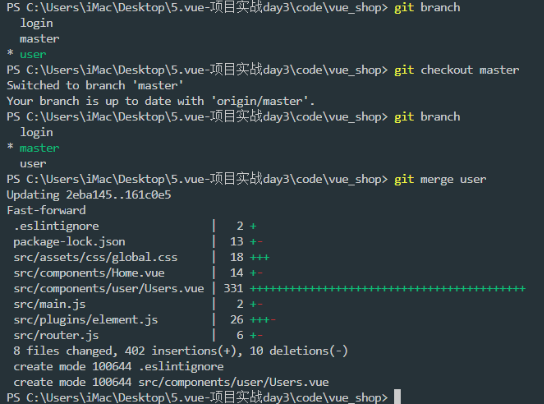 PS C:\Users\iMac\Desktop\5.vue-项目实战day3\code\vue_shop> git branch
  login
  master
* user
PS C:\Users\iMac\Desktop\5.vue-项目实战day3\code\vue_shop> git checkout master
Switched to branch 'master'
Your branch is up to date with 'origin/master'.
PS C:\Users\iMac\Desktop\5.vue-项目实战day3\code\vue_shop> git branch
  login
* master
  user
PS C:\Users\iMac\Desktop\5.vue-项目实战day3\code\vue_shop> git merge user
Updating 2eba145..161c0e5
Fast-forward
 .eslintignore                 |   2 +
 package-lock.json             |  13 +-
 src/assets/css/global.css     |  18 +++
 src/components/Home.vue       |  14 +-
 src/components/user/Users.vue | 331 ++++++++++++++++++++++++++++++++++++++++++
 src/main.js                   |   2 +-
 src/plugins/element.js        |  26 +++-
 src/router.js                 |   6 +-
 8 files changed, 402 insertions(+), 10 deletions(-)
 create mode 100644 .eslintignore
 create mode 100644 src/components/user/Users.vue
PS C:\Users\iMac\Desktop\5.vue-项目实战day3\code\vue_shop>